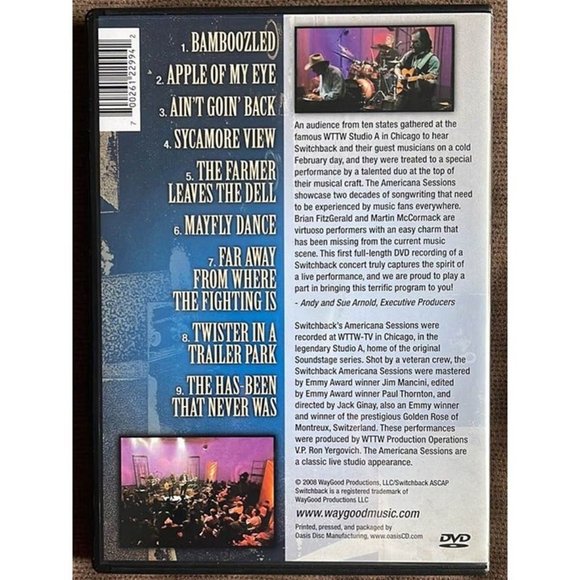 7 00261 22994 2
1. BAMBOOZLED
2. APPLE OF MY EYE
3. AIN'T GOIN' BACK
4. SYCAMORE VIEW
5. THE FARMER
LEAVES THE DELL
6. MAYFLY DANCE
7. FAR AWAY
FROM WHERE
THE FIGHTING IS
8. TWISTER IN A
TRAILER PARK
9. THE HAS-BEEN
THAT NEVER WAS
An audience from ten states gathered at the
famous WTTW Studio A in Chicago to hear
Switchback and their guest musicians on a cold
February day, and they were treated to a special
performance by a talented duo at the top of
their musical craft. The Americana Sessions
showcase two decades of songwriting that need
to be experienced by music fans everywhere.
Brian FitzGerald and Martin McCormack are
virtuoso performers with an easy charm that
has been missing from the current music
scene. This first full-length DVD recording of a
Switchback concert truly captures the spirit of
a live performance, and we are proud to play a
part in bringing this terrific program to you!
- Andy and Sue Arnold, Executive Producers
Switchback's Americana Sessions were
recorded at WTTW-TV in Chicago, in the
legendary Studio A, home of the original
Soundstage series. Shot by a veteran crew, the
Switchback Americana Sessions were mastered
by Emmy Award winner Jim Mancini, edited
by Emmy Award winner Paul Thornton, and
directed by Jack Ginay, also an Emmy winner
and winner of the prestigious Golden Rose of
Montreux, Switzerland. These performances
were produced by WTTW Production Operations
V.P. Ron Yergovich. The Americana Sessions are
a classic live studio appearance.
© 2008 WayGood Productions, LLC/Switchback ASCAP
Switchback is a registered trademark of
WayGood Productions LLC
www.waygoodmusic.com
Printed, pressed, and packaged by
Oasis Disc Manufacturing, www.oasisCD.com
DVD